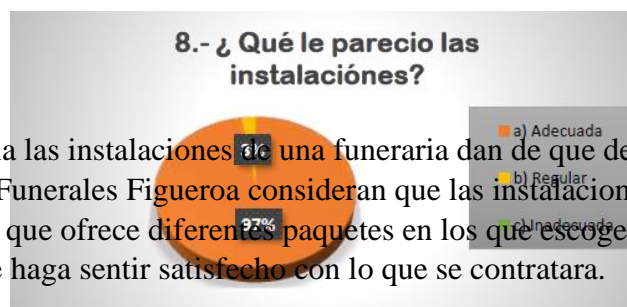 8.- ¿ Qué le parecio las
instalaciónes?
a) Adecuada
a las instalaciones de una funeraria dan de que de
b) Regular
Funerales Figueroa consideran que las instalacion
97%
c) Inadecuada
que ofrece diferentes paquetes en los que escoge
haga sentir satisfecho con lo que se contratara.